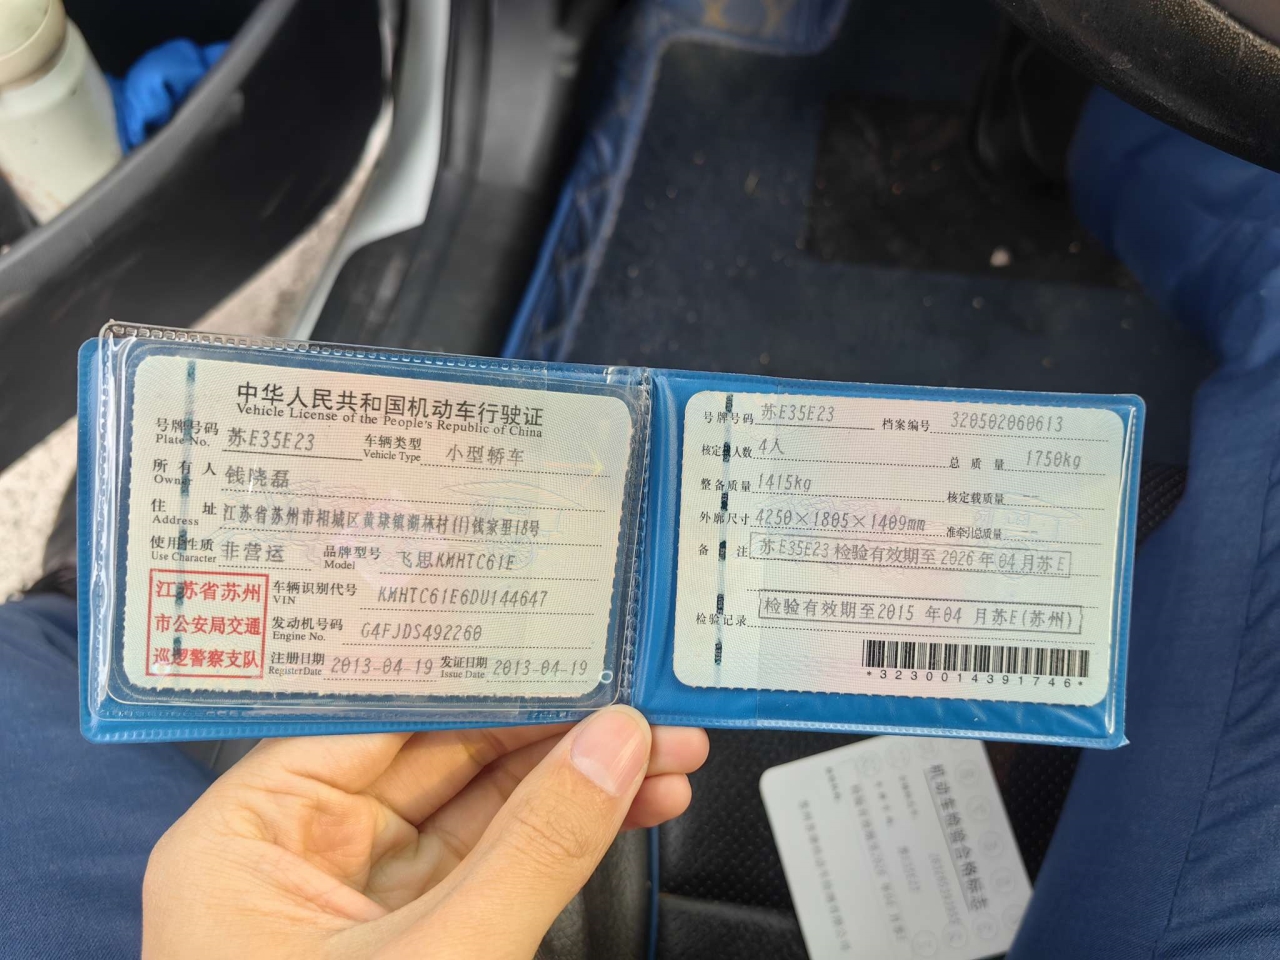 中华人民共和国机动车行驶证
Vehicle License of the People's Republic of China
号牌号码 苏E35E23 车辆类型 小型轿车
Plate No. Vehicle Type
所有人 钱晓磊
Owner
住址 江苏省苏州市相城区黄埭镇湖林村(1)钱家里18号
Address
使用性质 非营运 品牌型号 飞思KMHTC61E
Use Character Model
江苏省苏州
市公安局交通
巡逻警察支队
车辆识别代号 KMHTC61E6DU144647
VIN
发动机号码 G4FJDS492260
Engine No.
注册日期 2013-04-19 发证日期 2013-04-19
Register Date Issue Date
号牌号码 苏E35E23 档案编号 320502060613
核定载人数 4人 总质量 1750kg
整备质量 1415kg 核定载质量 --
外廓尺寸 4250×1805×1409mm 准牵引总质量
备注 苏E35E23检验有效期至2026年04月苏E
检验记录 检验有效期至2015年04月苏E(苏州)
*3230014391746*
机动车检验合格标志